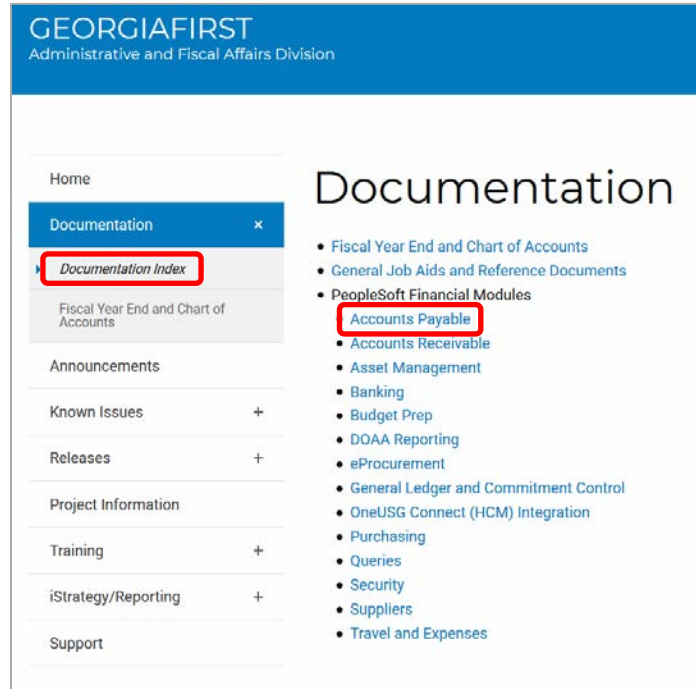 GEORGIAFIRST
Administrative and Fiscal Affairs Division
Home
Documentation ×
Documentation Index
Fiscal Year End and Chart of
Accounts
Announcements
Known Issues +
Releases +
Project Information
Training +
iStrategy/Reporting +
Support
Documentation
• Fiscal Year End and Chart of Accounts
• General Job Aids and Reference Documents
• PeopleSoft Financial Modules
• Accounts Payable
• Accounts Receivable
• Asset Management
• Banking
• Budget Prep
• DOAA Reporting
• eProcurement
• General Ledger and Commitment Control
• OneUSG Connect (HCM) Integration
• Purchasing
• Queries
• Security
• Suppliers
• Travel and Expenses